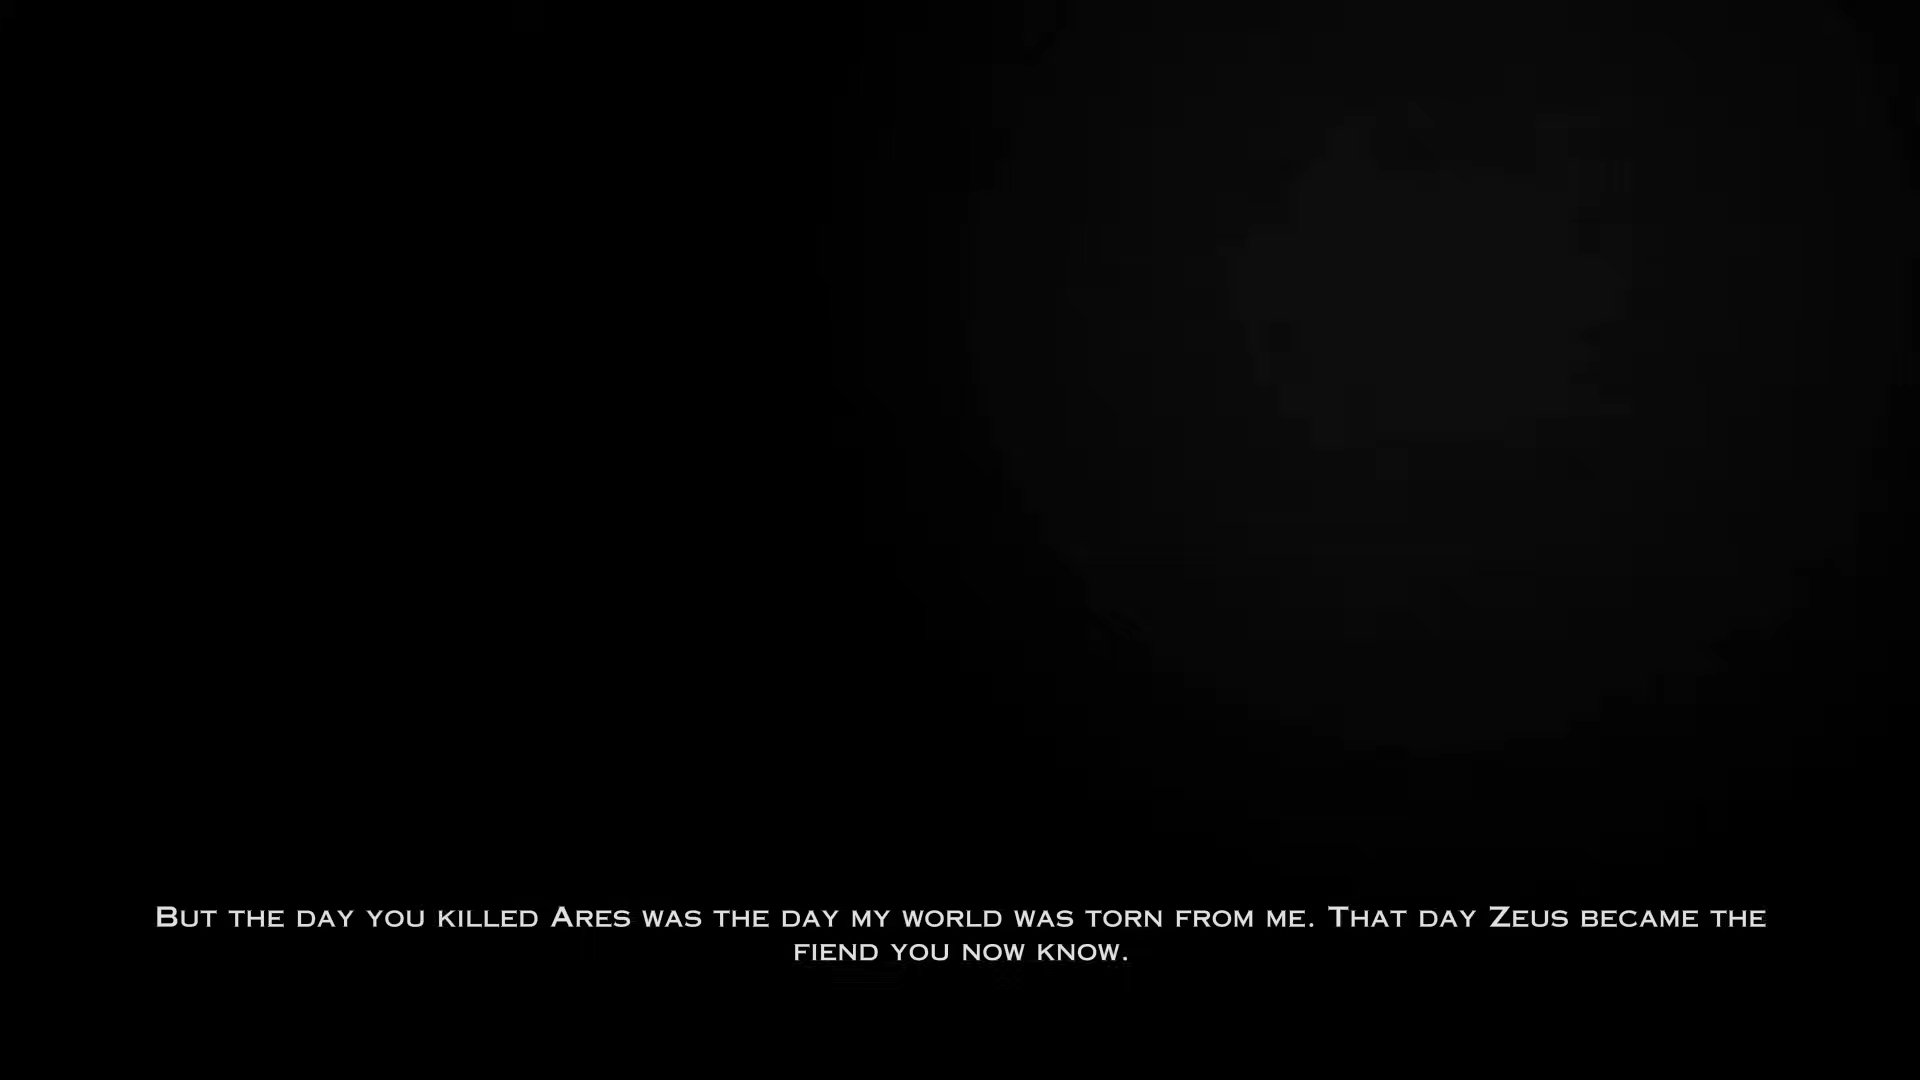 But the day you killed Ares was the day my world was torn from me. That day Zeus became the
fiend you now know.